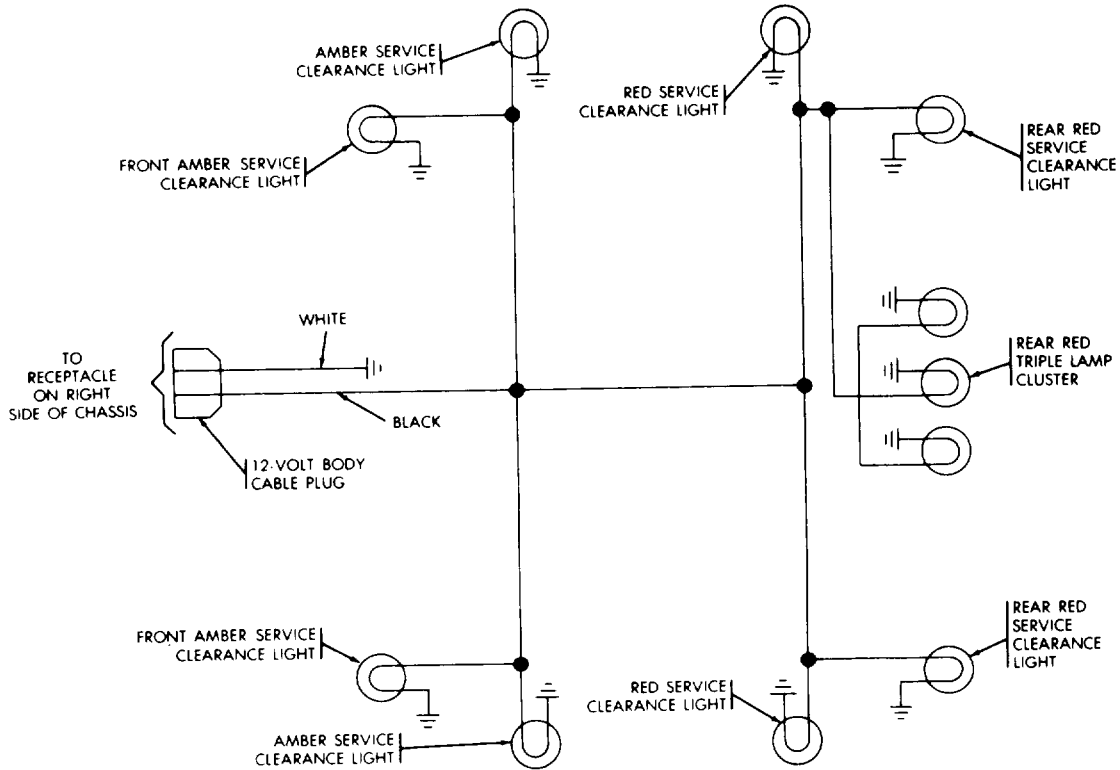 AMBER SERVICE
CLEARANCE LIGHT
RED SERVICE
CLEARANCE LIGHT
FRONT AMBER SERVICE
CLEARANCE LIGHT
REAR RED
SERVICE
CLEARANCE
LIGHT
WHITE
TO
RECEPTACLE
ON RIGHT
SIDE OF CHASSIS
BLACK
12-VOLT BODY
CABLE PLUG
REAR RED
TRIPLE LAMP
CLUSTER
FRONT AMBER SERVICE
CLEARANCE LIGHT
REAR RED
SERVICE
CLEARANCE
LIGHT
AMBER SERVICE
CLEARANCE LIGHT
RED SERVICE
CLEARANCE LIGHT